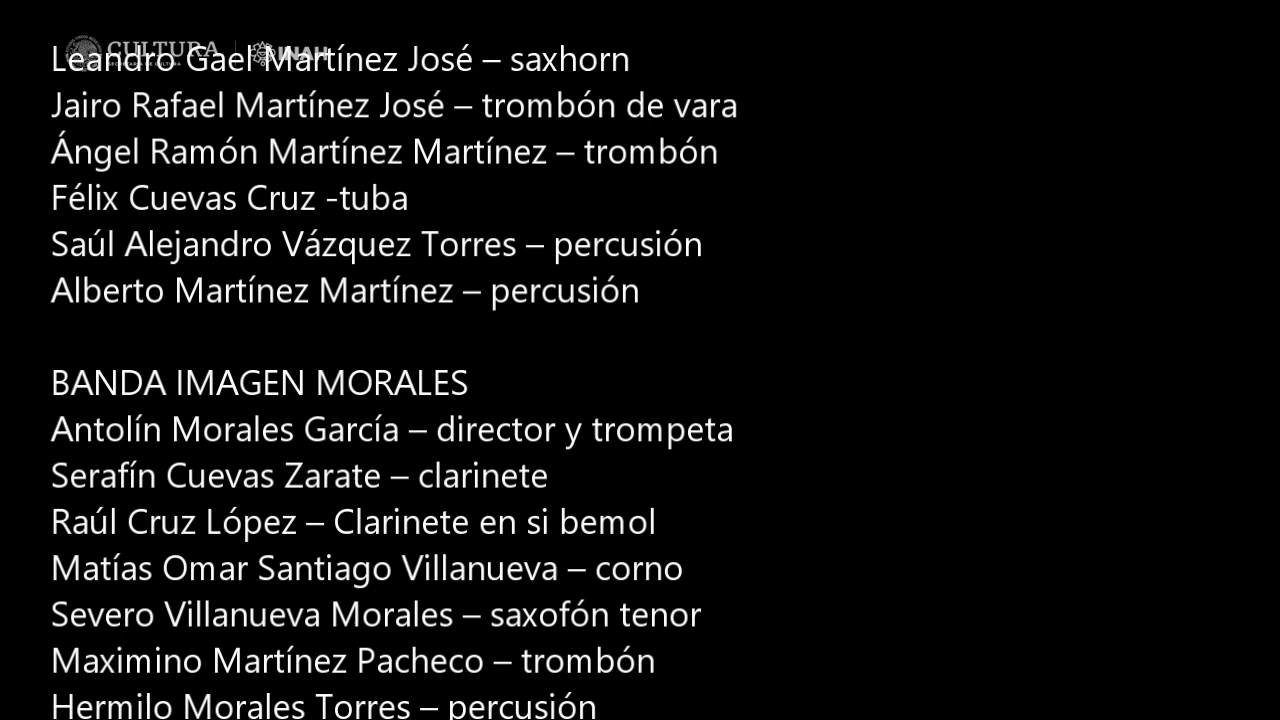 CULTURA
INAH
Leandro Gael Martínez José – saxhorn
Jairo Rafael Martínez José – trombón de vara
Ángel Ramón Martínez Martínez – trombón
Félix Cuevas Cruz -tuba
Saúl Alejandro Vázquez Torres – percusión
Alberto Martínez Martínez – percusión
BANDA IMAGEN MORALES
Antolín Morales García – director y trompeta
Serafín Cuevas Zarate – clarinete
Raúl Cruz López – Clarinete en si bemol
Matías Omar Santiago Villanueva – corno
Severo Villanueva Morales – saxofón tenor
Maximino Martínez Pacheco – trombón
Hermilo Morales Torres – percusión